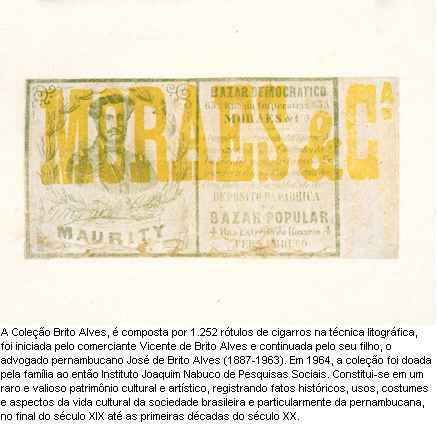 MORAES & Cᴬ
MAURITY
BAZAR DEMOCRATICO
MORAES & Cª
DEPOSITO DA FABRICA
BAZAR POPULAR
PERNAMBUCO
A Coleção Brito Alves, é composta por 1.252 rótulos de cigarros na técnica litográfica,
foi iniciada pelo comerciante Vicente de Brito Alves e continuada pelo seu filho, o
advogado pernambucano José de Brito Alves (1887-1963). Em 1964, a coleção foi doada
pela família ao então Instituto Joaquim Nabuco de Pesquisas Sociais. Constitui-se em um
raro e valioso patrimônio cultural e artístico, registrando fatos históricos, usos, costumes
e aspectos da vida cultural da sociedade brasileira e particularmente da pernambucana,
no final do século XIX até as primeiras décadas do século XX.